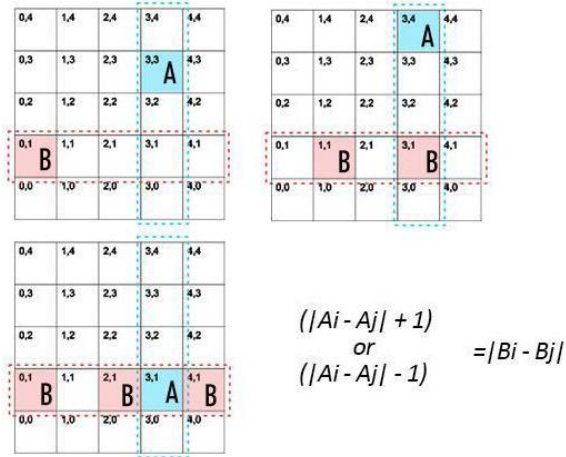 0,4 1,4 2,4 3,4 4,4
0,3 1,3 2,3 3,3 A 4,3
0,2 1,2 2,2 3,2 4,2
0,1 B 1,1 2,1 3,1 4,1
0,0 1,0 2,0 3,0 4,0
0,4 1,4 2,4 3,4 A 4,4
0,3 1,3 2,3 3,3 4,3
0,2 1,2 2,2 3,2 4,2
0,1 1,1 B 2,1 3,1 B 4,1
0,0 1,0 2,0 3,0 4,0
0,4 1,4 2,4 3,4 4,4
0,3 1,3 2,3 3,3 4,3
0,2 1,2 2,2 3,2 4,2
0,1 B 1,1 2,1 B 3,1 A 4,1 B
0,0 1,0 2,0 3,0 4,0
(|Ai - Aj| + 1)
or
(|Ai - Aj| - 1)
=|Bi - Bj|